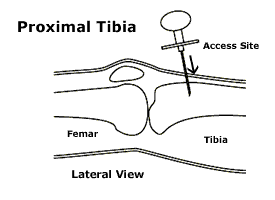 Proximal Tibia
Access Site
Femar
Tibia
Lateral View